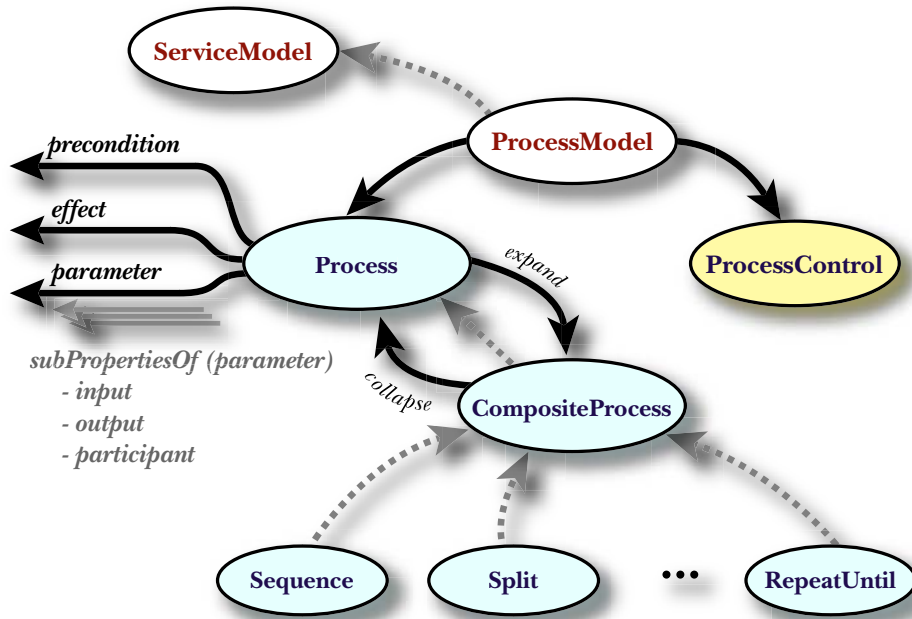 ServiceModel
ProcessModel
precondition
effect
parameter
Process
expand
ProcessControl
subPropertiesOf (parameter)
- input
- output
- participant
collapse
CompositeProcess
Sequence
Split
...
RepeatUntil